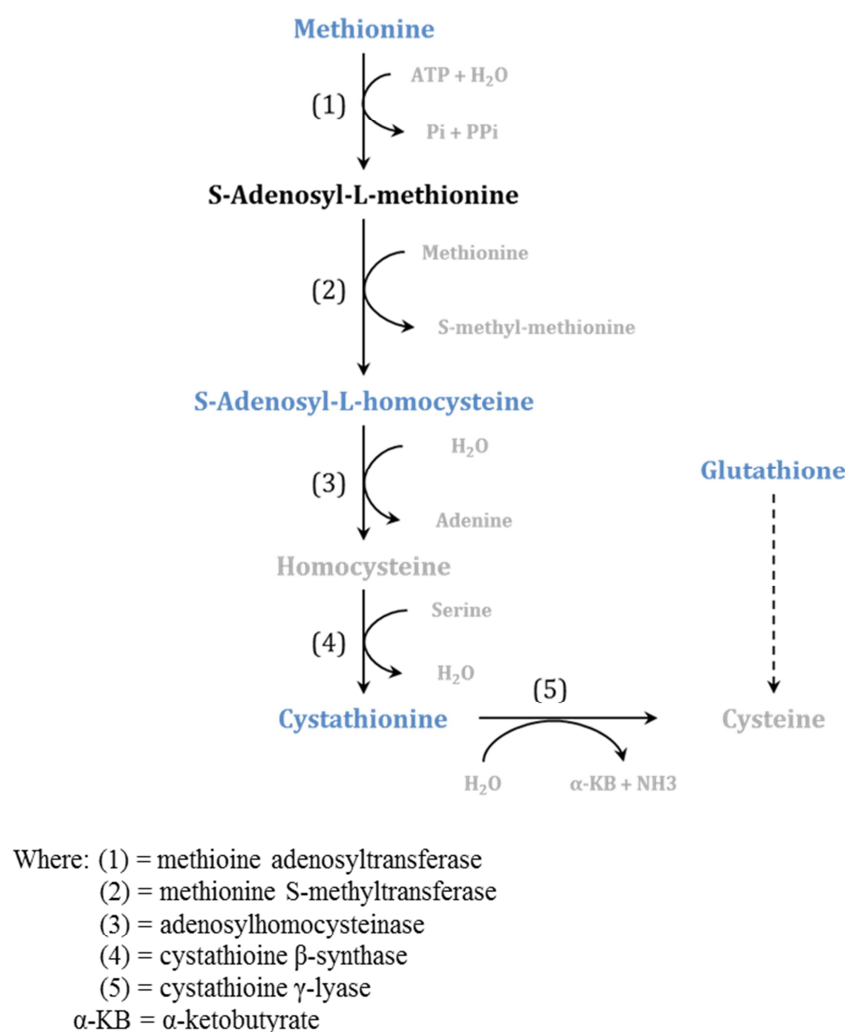 Methionine
ATP + H₂O
(1)
Pi + PPi
S-Adenosyl-L-methionine
Methionine
(2)
S-methyl-methionine
S-Adenosyl-L-homocysteine
H₂O
Glutathione
(3)
Adenine
Homocysteine
Serine
(4)
H₂O
(5)
Cystathionine
Cysteine
H₂O
α-KB + NH3
Where: (1) = methioine adenosyltransferase
(2) = methionine S-methyltransferase
(3) = adenosylhomocysteinase
(4) = cystathioine β-synthase
(5) = cystathioine γ-lyase
α-KB = α-ketobutyrate